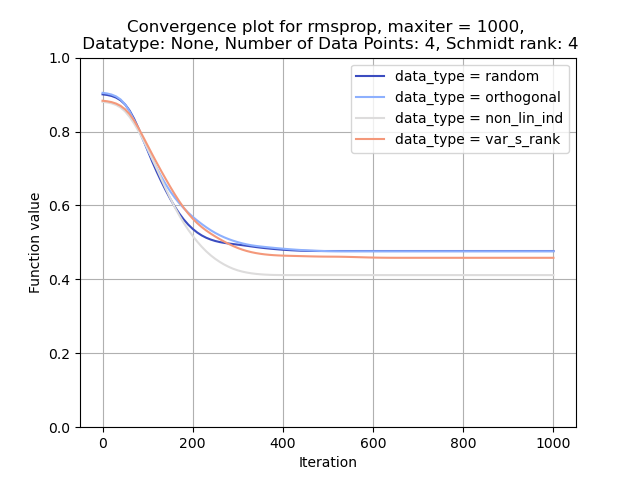 Convergence plot for rmsprop, maxiter = 1000,
Datatype: None, Number of Data Points: 4, Schmidt rank: 4
data_type = random
data_type = orthogonal
data_type = non_lin_ind
data_type = var_s_rank
Function value
1.0
0.8
0.6
0.4
0.2
0.0
0 200 400 600 800 1000
Iteration